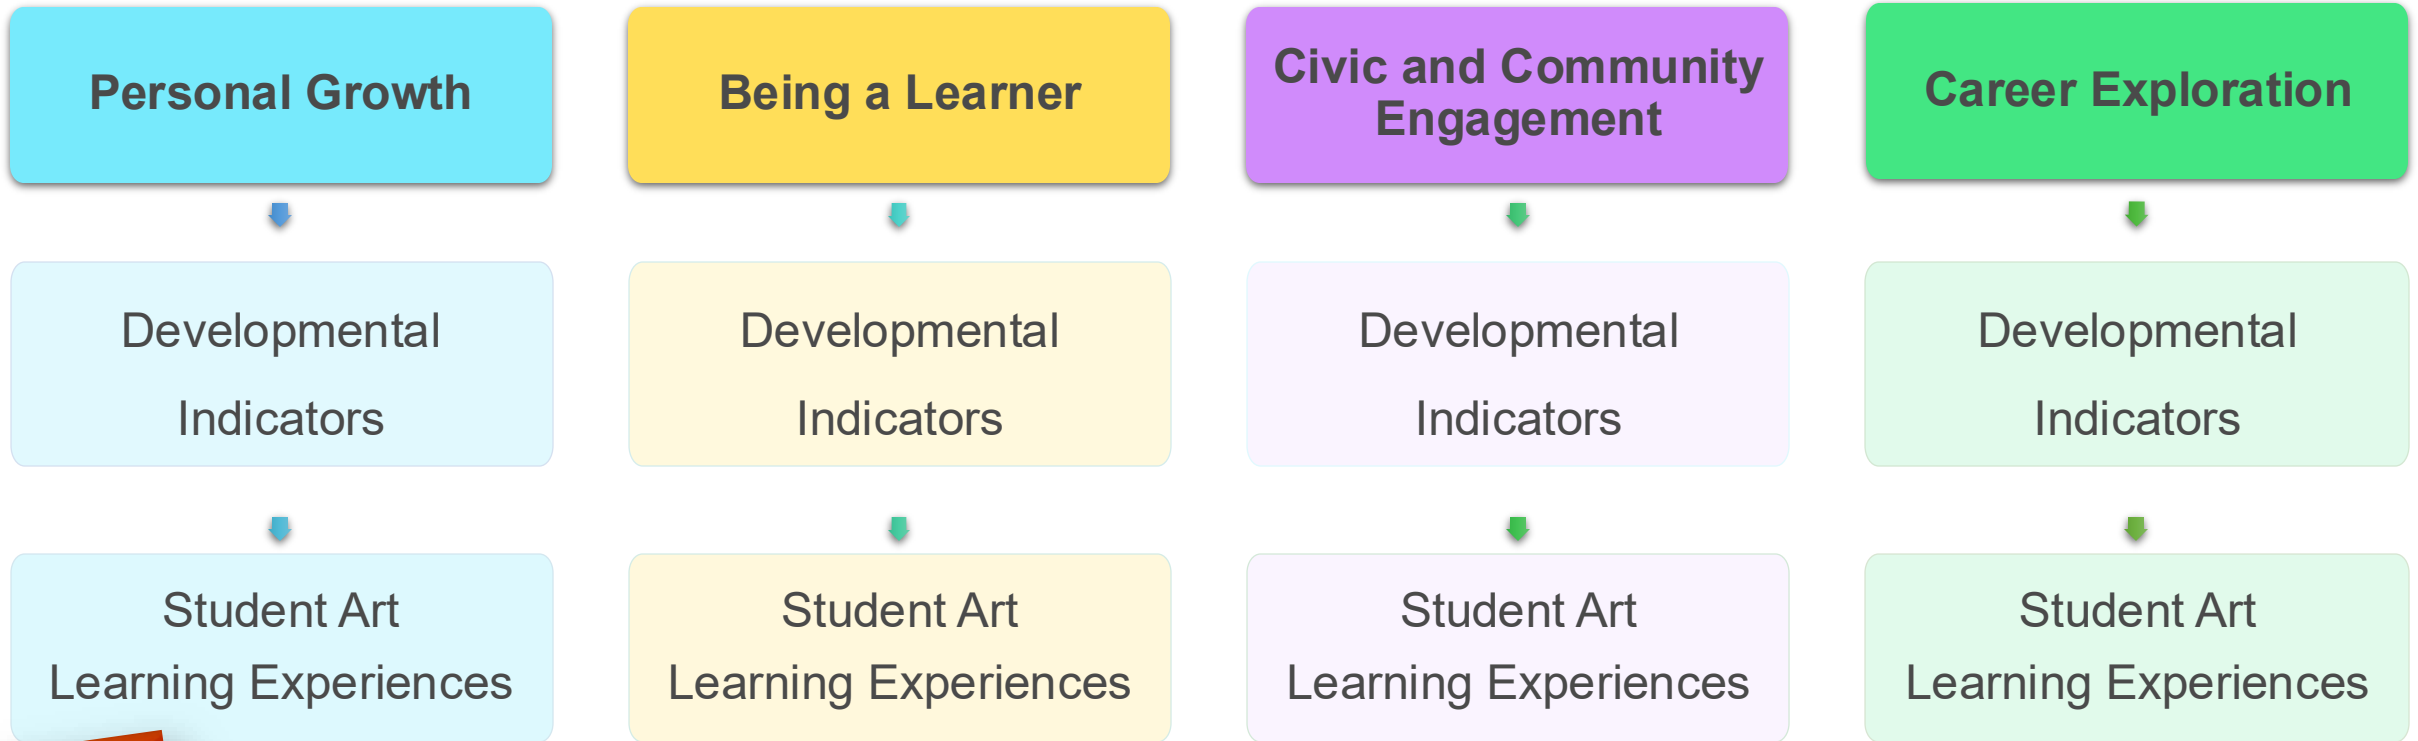 Personal Growth
Being a Learner
Civic and Community
Engagement
Career Exploration
Developmental
Indicators
Developmental
Indicators
Developmental
Indicators
Developmental
Indicators
Student Art
Learning Experiences
Student Art
Learning Experiences
Student Art
Learning Experiences
Student Art
Learning Experiences